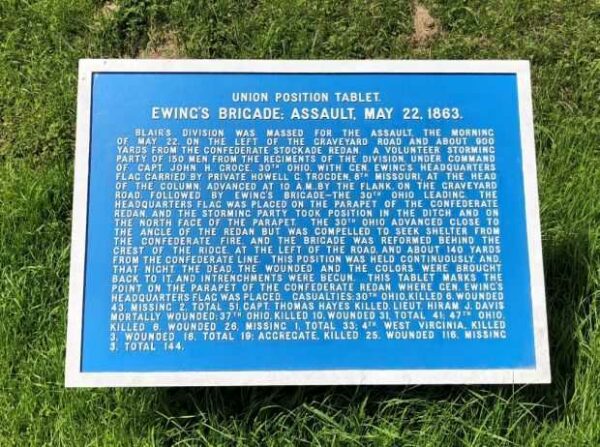 UNION POSITION TABLET.
EWING'S BRIGADE; ASSAULT, MAY 22, 1863.
BLAIR'S DIVISION WAS MASSED FOR THE ASSAULT, THE MORNING
OF MAY 22, ON THE LEFT OF THE GRAVEYARD ROAD AND ABOUT 900
YARDS FROM THE CONFEDERATE STOCKADE REDAN. A VOLUNTEER STORMING
PARTY OF 150 MEN FROM THE REGIMENTS OF THE DIVISION, UNDER COMMAND
OF CAPT. JOHN H. GROCE, 30TH OHIO, WITH GEN. EWING'S HEADQUARTERS
FLAG CARRIED BY PRIVATE HOWELL G. TROGDEN, 8TH MISSOURI, AT THE HEAD
OF THE COLUMN, ADVANCED AT 10 A.M. BY THE FLANK, ON THE GRAVEYARD
ROAD, FOLLOWED BY EWING'S BRIGADE—THE 30TH OHIO LEADING. THE
HEADQUARTERS FLAG WAS PLACED ON THE PARAPET OF THE CONFEDERATE
REDAN, AND THE STORMING PARTY TOOK POSITION IN THE DITCH AND ON
THE NORTH FACE OF THE PARAPET. THE 30TH OHIO ADVANCED CLOSE TO
THE ANGLE OF THE REDAN BUT WAS COMPELLED TO SEEK SHELTER FROM
THE CONFEDERATE FIRE, AND THE BRIGADE WAS REFORMED BEHIND THE
CREST OF THE RIDGE, AT THE LEFT OF THE ROAD, AND ABOUT 140 YARDS
FROM THE CONFEDERATE LINE. THIS POSITION WAS HELD CONTINUOUSLY, AND,
THAT NIGHT, THE DEAD, THE WOUNDED AND THE COLORS WERE BROUGHT
BACK TO IT AND INTRENCHMENTS WERE BEGUN. THIS TABLET MARKS THE
POINT ON THE PARAPET OF THE CONFEDERATE REDAN WHERE GEN. EWING'S
HEADQUARTERS FLAG WAS PLACED. CASUALTIES: 30TH OHIO, KILLED 6, WOUNDED
43, MISSING 2, TOTAL 51, CAPT. THOMAS HAYES KILLED, LIEUT. HIRAM J. DAVIS
MORTALLY WOUNDED; 37TH OHIO, KILLED 10, WOUNDED 31, TOTAL 41; 47TH OHIO,
KILLED 6, WOUNDED 26, MISSING 1, TOTAL 33; 4TH WEST VIRGINIA, KILLED
3, WOUNDED 16, TOTAL 19; AGGREGATE, KILLED 25, WOUNDED 116, MISSING
3, TOTAL 144.